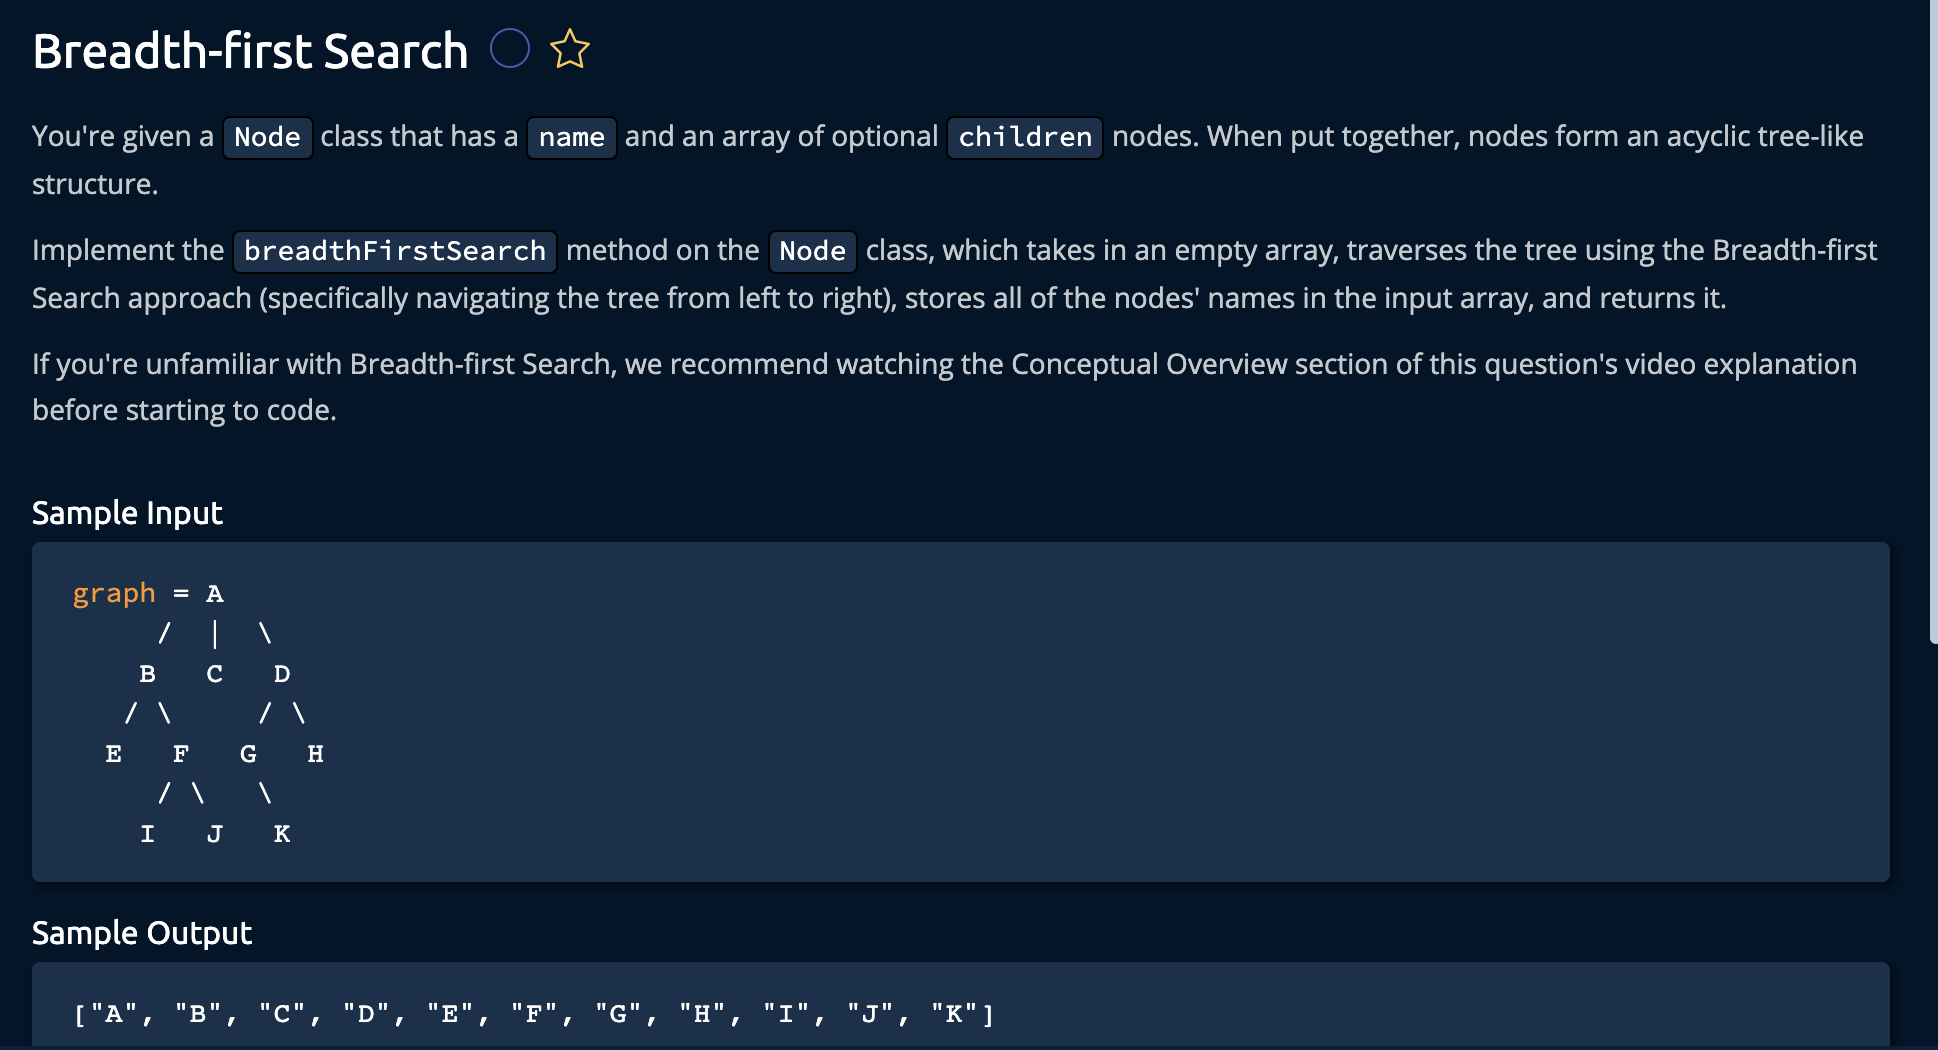 Breadth-first Search
You're given a Node class that has a name and an array of optional children nodes. When put together, nodes form an acyclic tree-like
structure.
Implement the breadthFirstSearch method on the Node class, which takes in an empty array, traverses the tree using the Breadth-first
Search approach (specifically navigating the tree from left to right), stores all of the nodes' names in the input array, and returns it.
If you're unfamiliar with Breadth-first Search, we recommend watching the Conceptual Overview section of this question's video explanation
before starting to code.
Sample Input
graph = A
     /  |  \
    B   C   D
   / \     / \
  E   F   G   H
     / \   \
    I   J   K
Sample Output
["A", "B", "C", "D", "E", "F", "G", "H", "I", "J", "K"]